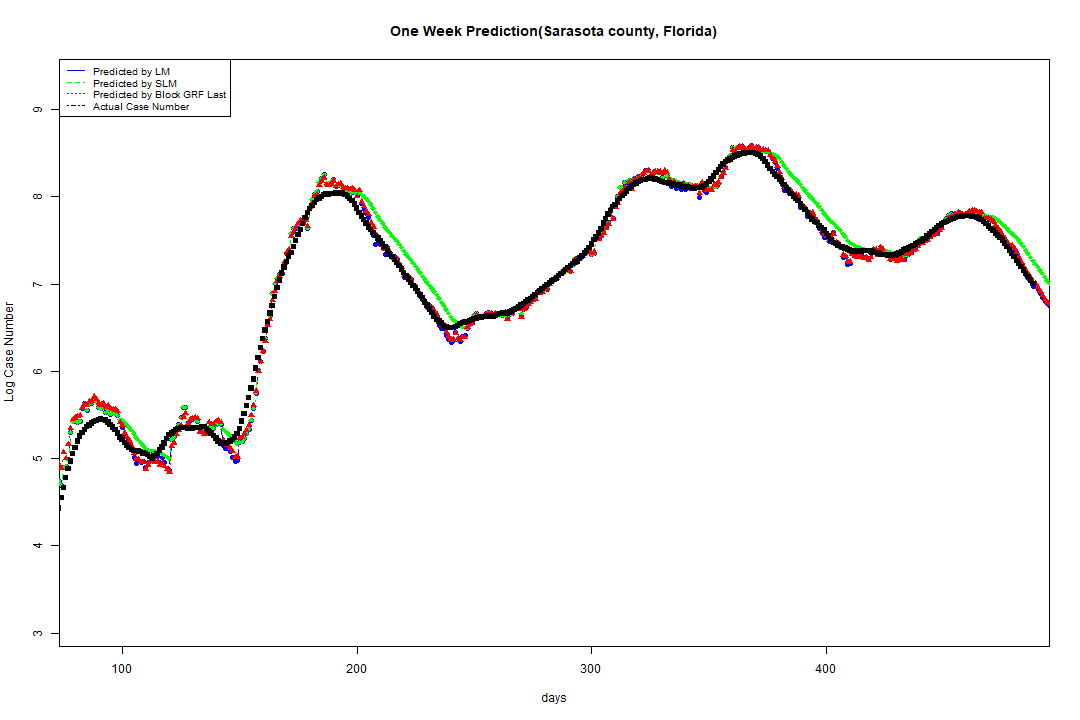 One Week Prediction(Sarasota county, Florida)
Predicted by LM
Predicted by SLM
Predicted by Block GRF Last
Actual Case Number
Log Case Number
9
8
7
6
5
4
3
100 200 300 400
days